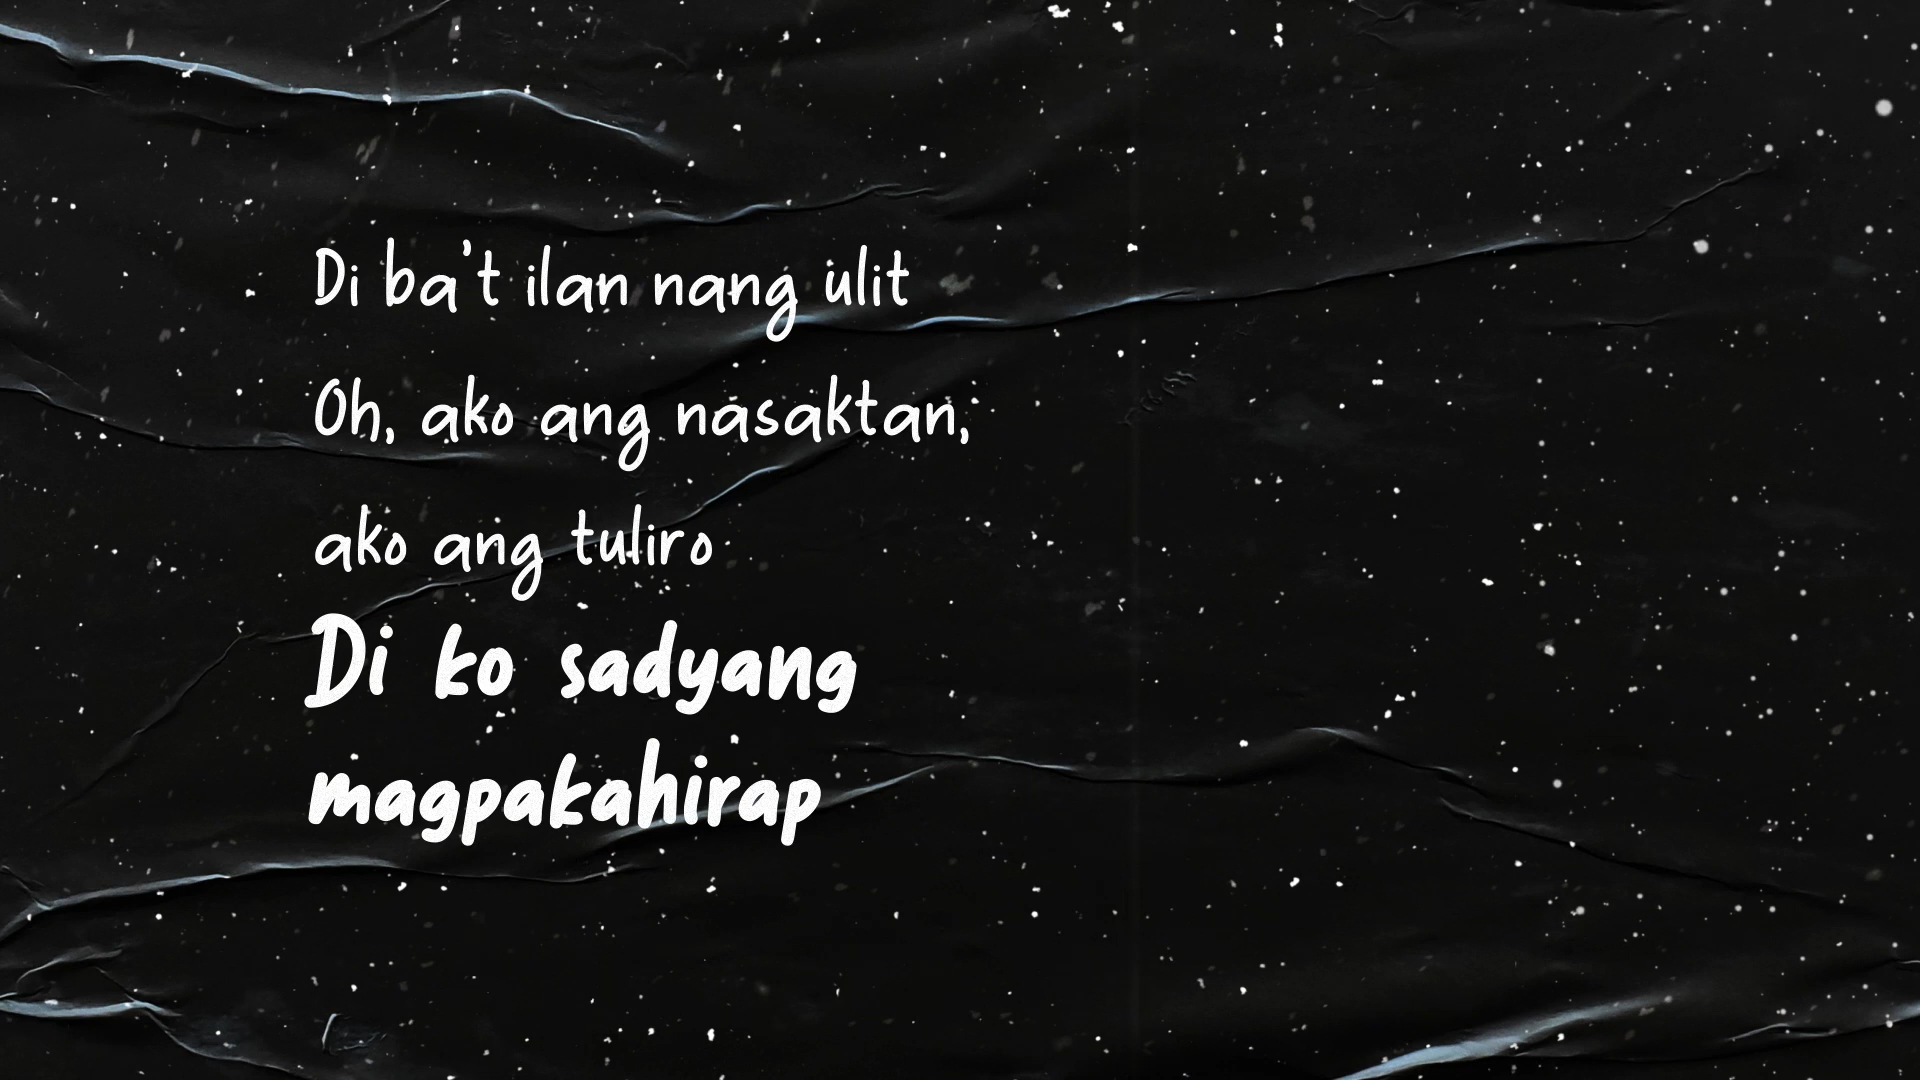 Di ba't ilan nang ulit
Oh, ako ang nasaktan,
ako ang tuliro
Di ko sadyang
magpakahirap